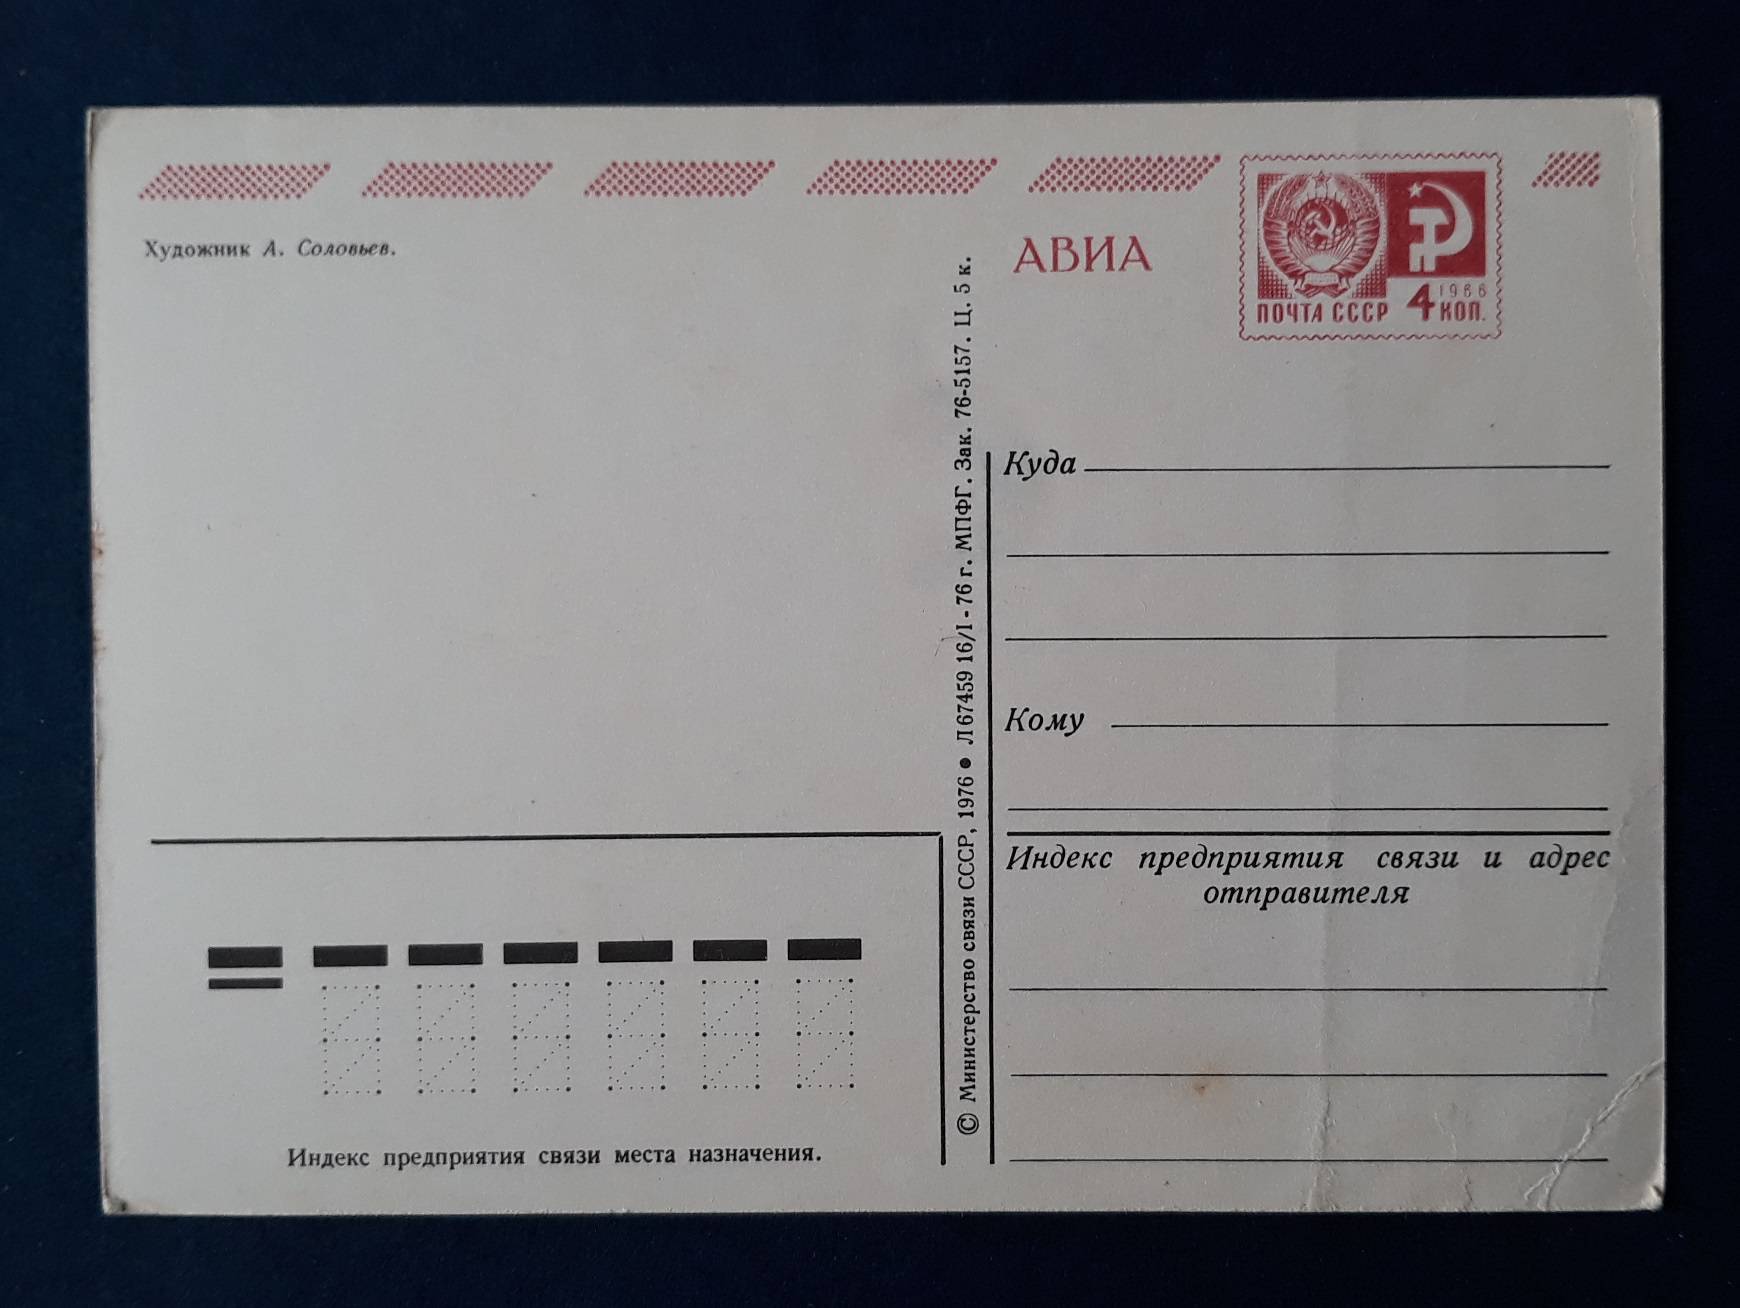 Художник А. Соловьев.
АВИА
ПОЧТА СССР 4 1966 КОП.
© Министерство связи СССР, 1976 ● Л 67459 16/I - 76 г. МПФГ. Зак. 76-5157. Ц. 5 к.
Куда
Кому
Индекс предприятия связи и адрес
отправителя
Индекс предприятия связи места назначения.